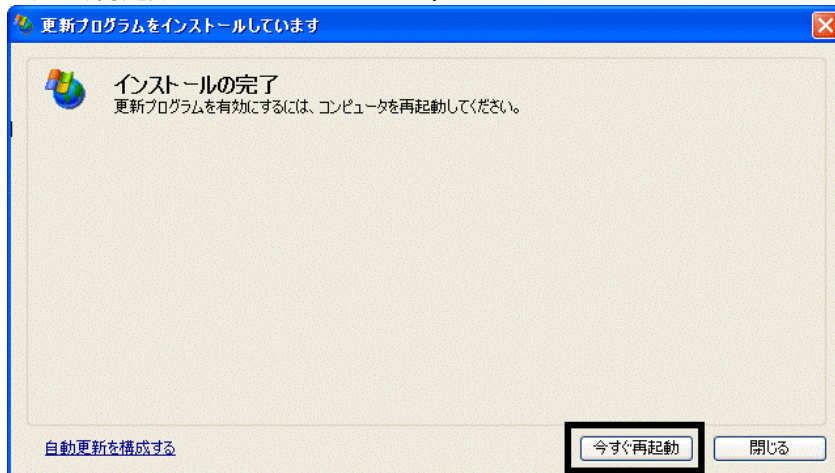 更新プログラムをインストールしています
インストールの完了
更新プログラムを有効にするには、コンピュータを再起動してください。
自動更新を構成する
今すぐ再起動
閉じる